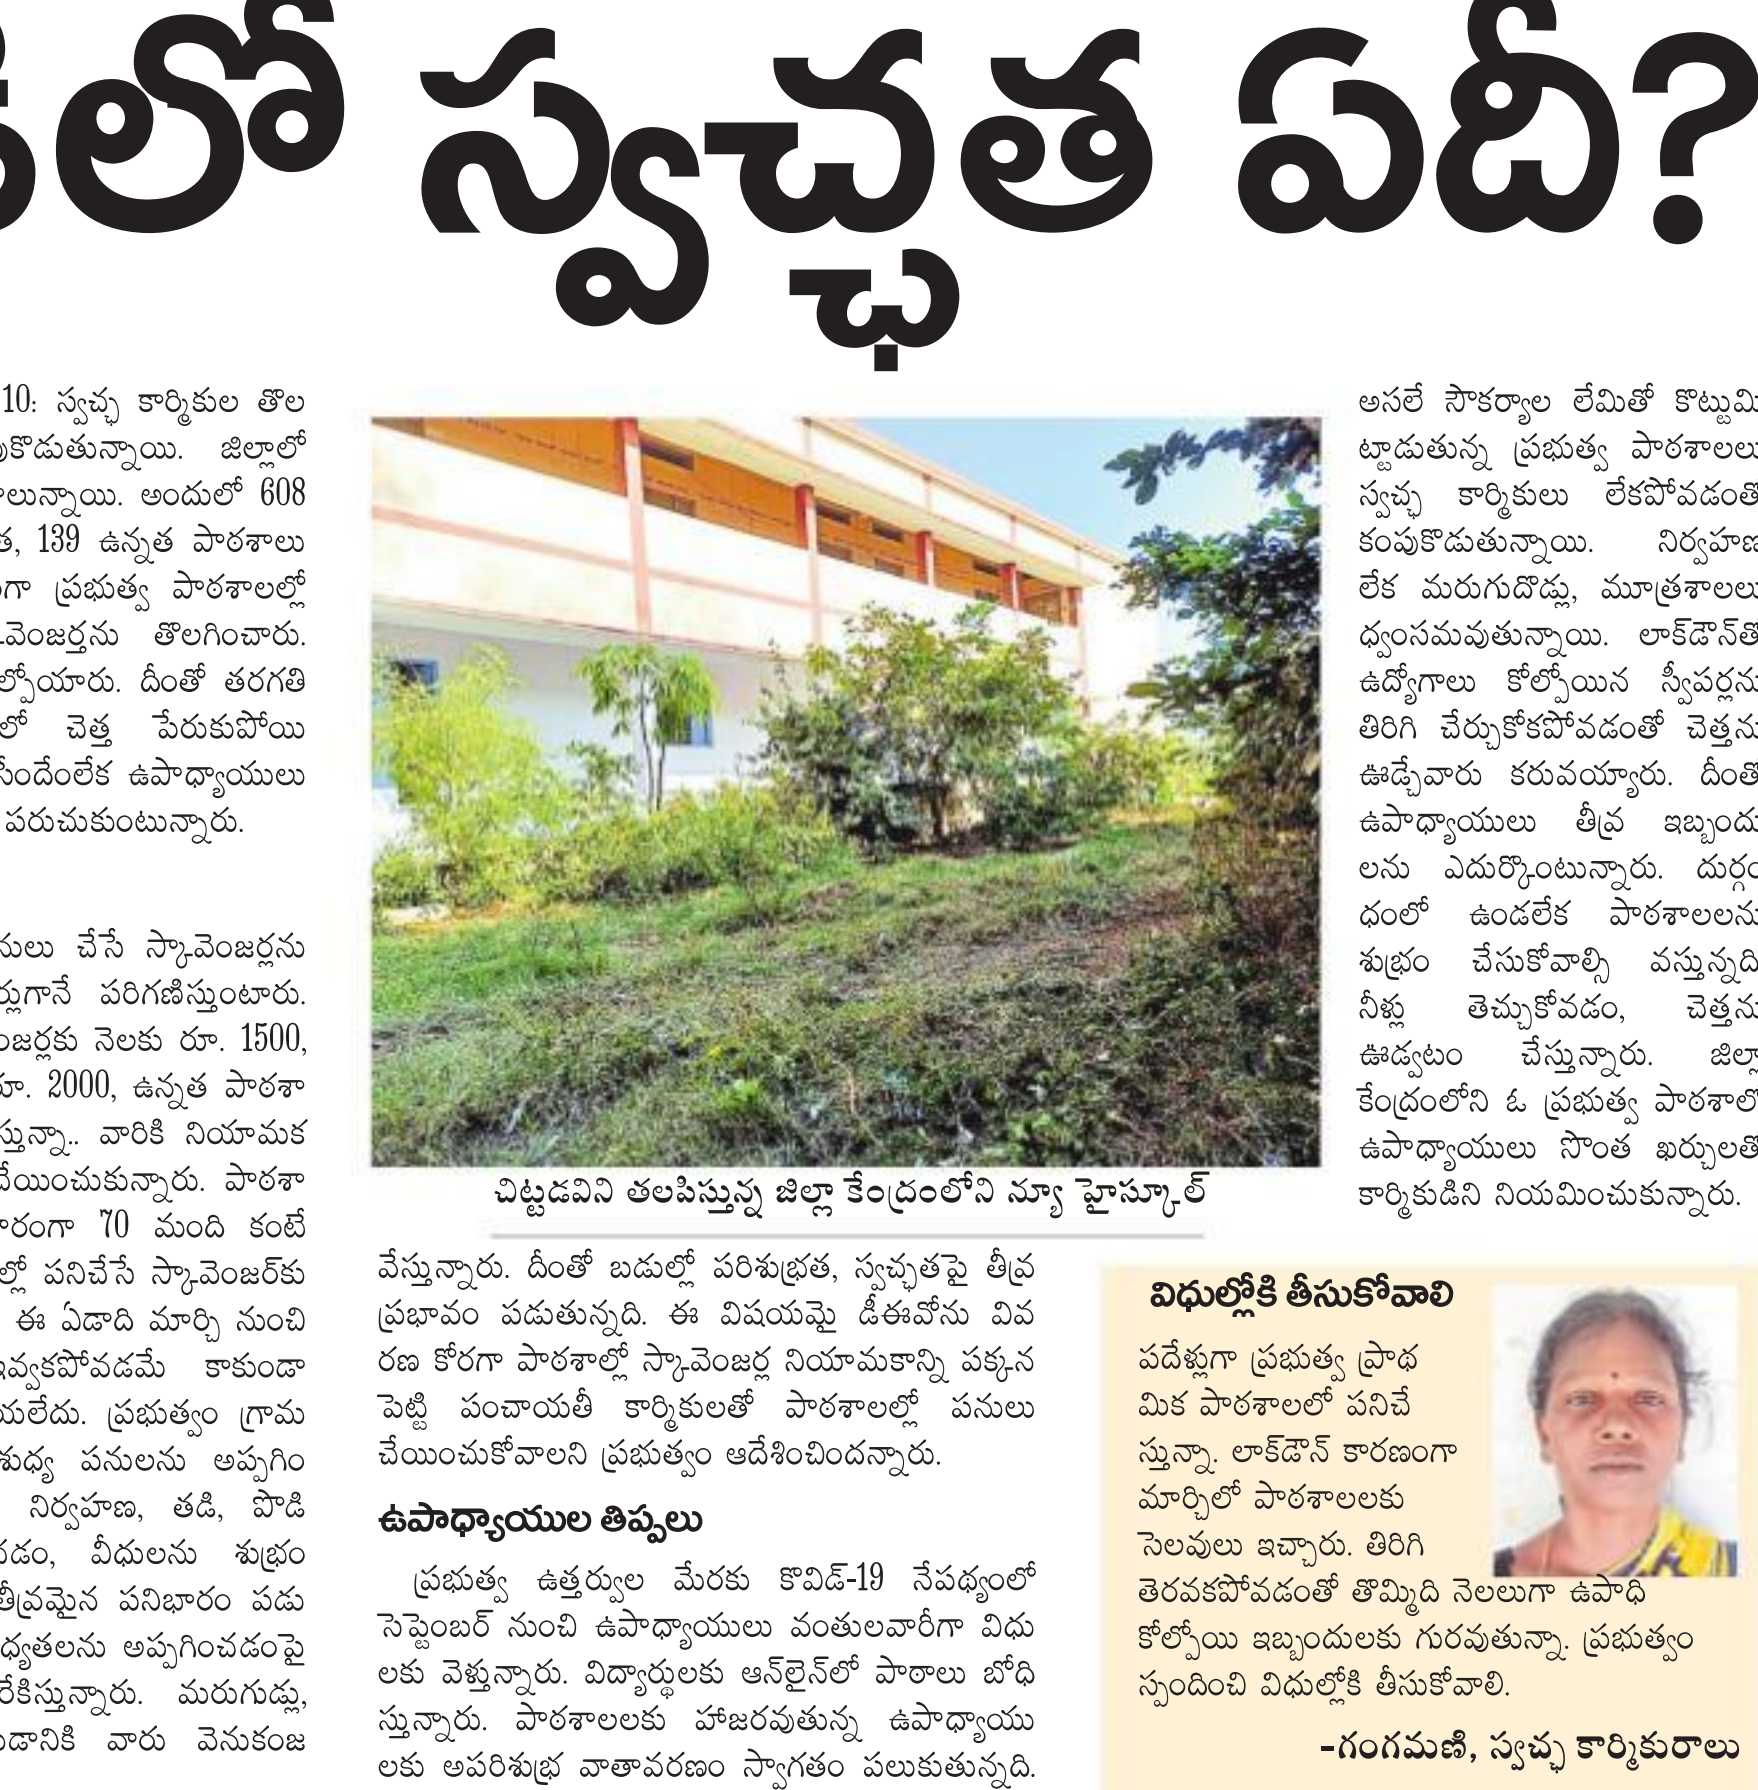 లో స్వచ్ఛత ఏదీ?
10: స్వచ్ఛ కార్మికుల తొల
పుకొడుతున్నాయి. జిల్లాలో
లున్నాయి. అందులో 608
త, 139 ఉన్నత పాఠశాలు
గా ప్రభుత్వ పాఠశాలల్లో
వెంజర్తను తొలగించారు.
ల్పోయారు. దీంతో తరగతి
లో చెత్త పేరుకుపోయి
సేందేంలేక ఉపాధ్యాయులు
పరుచుకుంటున్నారు.
నులు చేసే స్కావెంజర్లను
ర్లుగానే పరిగణిస్తుంటారు.
ంజర్లకు నెలకు రూ. 1500,
రూ. 2000, ఉన్నత పాఠశా
స్తున్నా.. వారికి నియామక
చేయించుకున్నారు. పాఠశా
ారంగా 70 మంది కంటే
ల్లో పనిచేసే స్కావెంజర్‌కు
ఈ ఏడాది మార్చి నుంచి
ఇవ్వకపోవడమే కాకుండా
యలేదు. ప్రభుత్వం గ్రామ
శుధ్య పనులను అప్పగిం
నిర్వహణ, తడి, పొడి
వడం, వీధులను శుభ్రం
తీవ్రమైన పనిభారం పడు
ధ్యతలను అప్పగించడంపై
రేకిస్తున్నారు. మరుగుడ్లు,
డానికి వారు వెనుకంజ
చిట్టడవిని తలపిస్తున్న జిల్లా కేంద్రంలోని న్యూ హైస్కూల్
వేస్తున్నారు. దీంతో బడుల్లో పరిశుభ్రత, స్వచ్ఛతపై తీవ్ర
ప్రభావం పడుతున్నది. ఈ విషయమై డీఈవోను వివ
రణ కోరగా పాఠశాల్లో స్కావెంజర్ల నియామకాన్ని పక్కన
పెట్టి పంచాయతీ కార్మికులతో పాఠశాలల్లో పనులు
చేయించుకోవాలని ప్రభుత్వం ఆదేశించిందన్నారు.
ఉపాధ్యాయుల తిప్పలు
ప్రభుత్వ ఉత్తర్వుల మేరకు కొవిడ్-19 నేపథ్యంలో
సెప్టెంబర్ నుంచి ఉపాధ్యాయులు వంతులవారీగా విధు
లకు వెళ్తున్నారు. విద్యార్థులకు ఆన్‌లైన్‌లో పాఠాలు బోధి
స్తున్నారు. పాఠశాలలకు హాజరవుతున్న ఉపాధ్యాయు
లకు అపరిశుభ్ర వాతావరణం స్వాగతం పలుకుతున్నది.
అసలే సౌకర్యాల లేమితో కొట్టుమి
ట్టాడుతున్న ప్రభుత్వ పాఠశాలలు
స్వచ్ఛ కార్మికులు లేకపోవడంతో
కంపుకొడుతున్నాయి. నిర్వహణ
లేక మరుగుదొడ్లు, మూత్రశాలలు
ధ్వంసమవుతున్నాయి. లాక్‌డౌన్‌తో
ఉద్యోగాలు కోల్పోయిన స్వీపర్లను
తిరిగి చేర్చుకోకపోవడంతో చెత్తను
ఊడ్చేవారు కరువయ్యారు. దీంతో
ఉపాధ్యాయులు తీవ్ర ఇబ్బందు
లను ఎదుర్కొంటున్నారు. దుర్గం
ధంలో ఉండలేక పాఠశాలలను
శుభ్రం చేసుకోవాల్సి వస్తున్నది
నీళ్లు తెచ్చుకోవడం, చెత్తను
ఊడ్వటం చేస్తున్నారు. జిల్లా
కేంద్రంలోని ఓ ప్రభుత్వ పాఠశాలో
ఉపాధ్యాయులు సొంత ఖర్చులతో
కార్మికుడిని నియమించుకున్నారు.
విధుల్లోకి తీసుకోవాలి
పదేళ్లుగా ప్రభుత్వ ప్రాథ
మిక పాఠశాలలో పనిచే
స్తున్నా. లాక్‌డౌన్ కారణంగా
మార్చిలో పాఠశాలలకు
సెలవులు ఇచ్చారు. తిరిగి
తెరవకపోవడంతో తొమ్మిది నెలలుగా ఉపాధి
కోల్పోయి ఇబ్బందులకు గురవుతున్నా. ప్రభుత్వం
స్పందించి విధుల్లోకి తీసుకోవాలి.
-గంగమణి, స్వచ్ఛ కార్మికురాలు